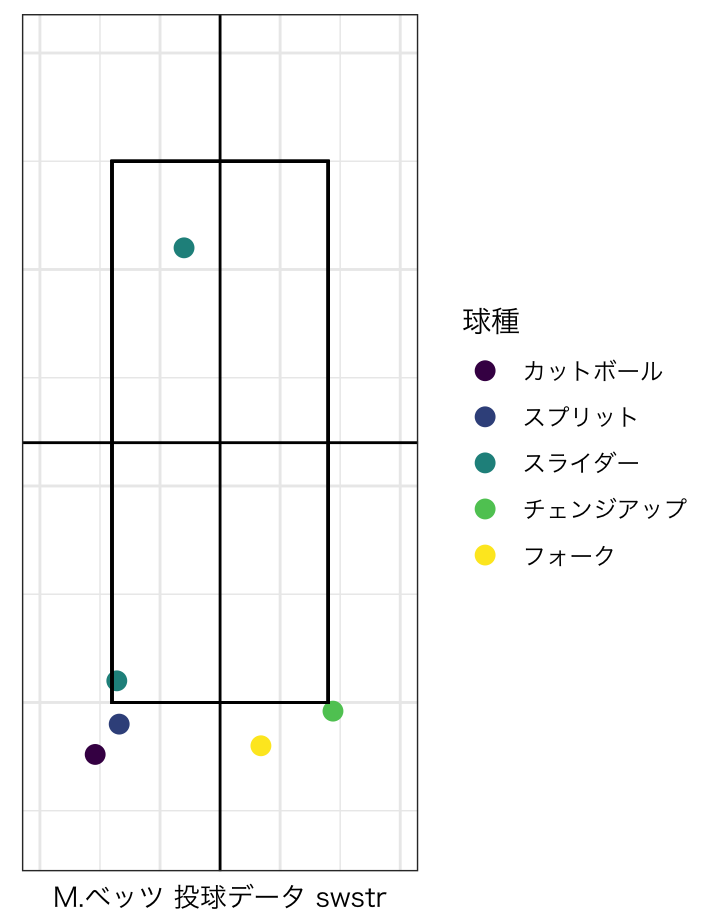 球種
カットボール
スプリット
スライダー
チェンジアップ
フォーク
M.ベッツ 投球データ swstr